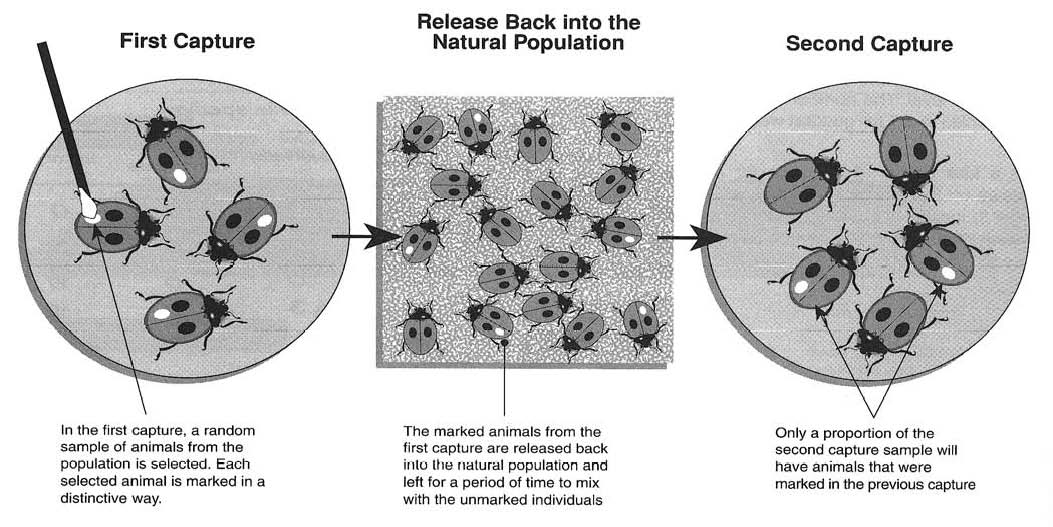 First Capture
Release Back into the
Natural Population
Second Capture
In the first capture, a random
sample of animals from the
population is selected. Each
selected animal is marked in a
distinctive way.
The marked animals from the
first capture are released back
into the natural population and
left for a period of time to mix
with the unmarked individuals
Only a proportion of the
second capture sample will
have animals that were
marked in the previous capture